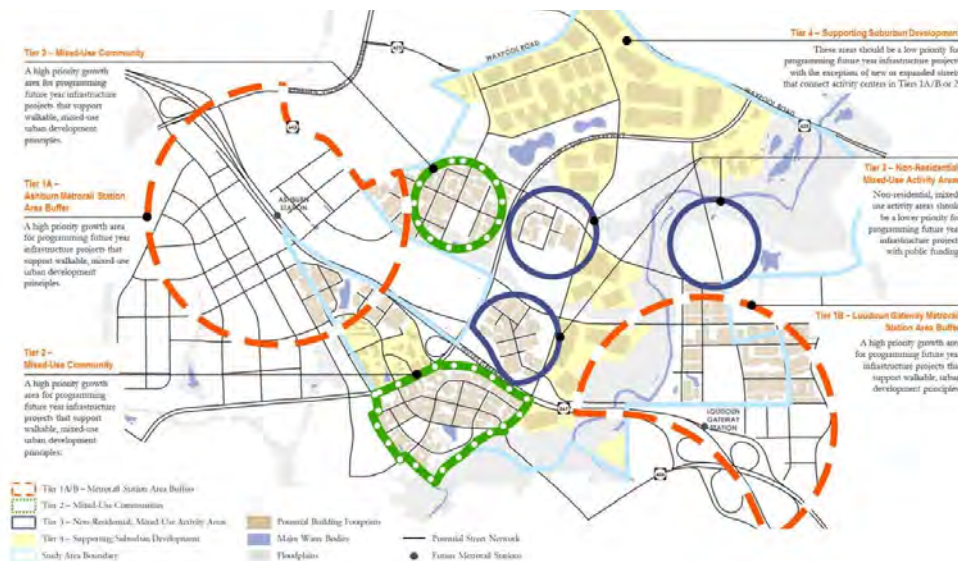 Tier 2 – Mixed-Use Community
A high priority growth
area for programming
future year infrastructure
projects that support
walkable, mixed-use
urban development
principles.
Tier 1A –
Ashburn Metrorail Station
Area Buffer
A high priority growth area
for programming future year
infrastructure projects that
support walkable, mixed-use
urban development
principles.
Tier 2 –
Mixed-Use Community
A high priority growth
area for programming
future year infrastructure
projects that support
walkable, mixed-use
urban development
principles.
WAXPOOL ROAD
WAXPOOL ROAD
ASHBURN
STATION
LOUDOUN
GATEWAY
STATION
Tier 4 – Supporting Suburban Development
These areas should be a low priority for
programming future year infrastructure projects
with the exception of new or expanded streets
that connect activity centers in Tiers 1A/B or 2.
Tier 3 – Non-Residential
Mixed-Use Activity Areas
Non-residential, mixed-
use activity areas should
be a lower priority for
programming future year
infrastructure projects
with public funding.
Tier 1B – Loudoun Gateway Metrorail
Station Area Buffer
A high priority growth area
for programming future year
infrastructure projects that
support walkable, urban
development principles.
Tier 1A/B – Metrorail Station Area Buffers
Tier 2 – Mixed-Use Communities
Tier 3 – Non-Residential, Mixed-Use Activity Areas
Tier 4 – Supporting Suburban Development
Study Area Boundary
Potential Building Footprints
Major Water Bodies
Floodplains
Potential Street Network
Future Metrorail Stations